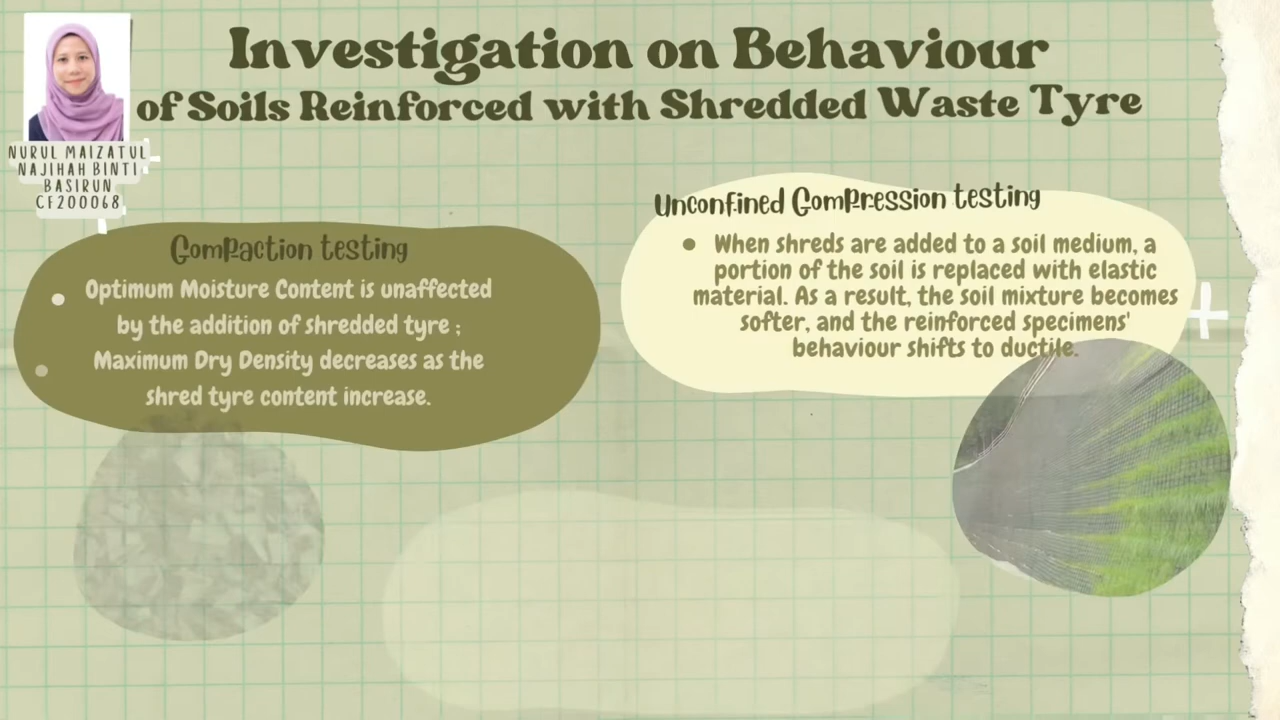 Investigation on Behaviour
of Soils Reinforced with Shredded Waste Tyre
NURUL MAIZATUL
NAJIHAH BINTI
BASIRUN
CF200068
Compaction testing
• Optimum Moisture Content is unaffected
by the addition of shredded tyre ;
• Maximum Dry Density decreases as the
shred tyre content increase.
Unconfined Compression testing
• When shreds are added to a soil medium, a
portion of the soil is replaced with elastic
material. As a result, the soil mixture becomes
softer, and the reinforced specimens'
behaviour shifts to ductile.